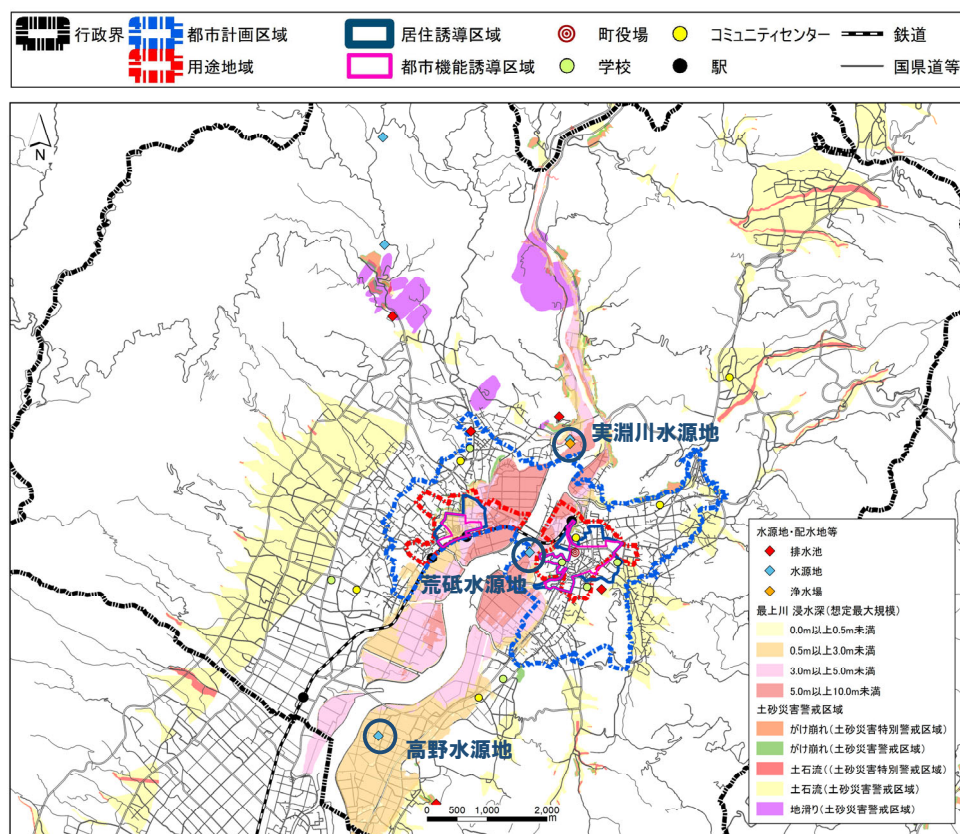 行政界
都市計画区域
居住誘導区域
町役場
コミュニティセンター
鉄道
用途地域
都市機能誘導区域
学校
駅
国県道等
N
実淵川水源地
荒砥水源地
高野水源地
水源地・配水地等
排水池
水源地
浄水場
最上川 浸水深(想定最大規模)
0.0m以上0.5m未満
0.5m以上3.0m未満
3.0m以上5.0m未満
5.0m以上10.0m未満
土砂災害警戒区域
がけ崩れ(土砂災害特別警戒区域)
がけ崩れ(土砂災害警戒区域)
土石流((土砂災害特別警戒区域)
土石流(土砂災害警戒区域)
地滑り(土砂災害警戒区域)
0 500 1,000 2,000
m